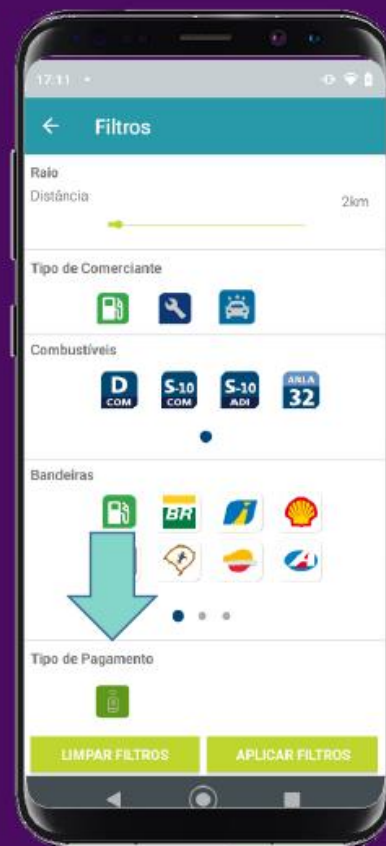 17:11
Filtros
Raio
Distância
2km
Tipo de Comerciante
Combustíveis
D COM
S-10 COM
S-10 ADI
ARLA 32
Bandeiras
BR
Tipo de Pagamento
LIMPAR FILTROS
APLICAR FILTROS